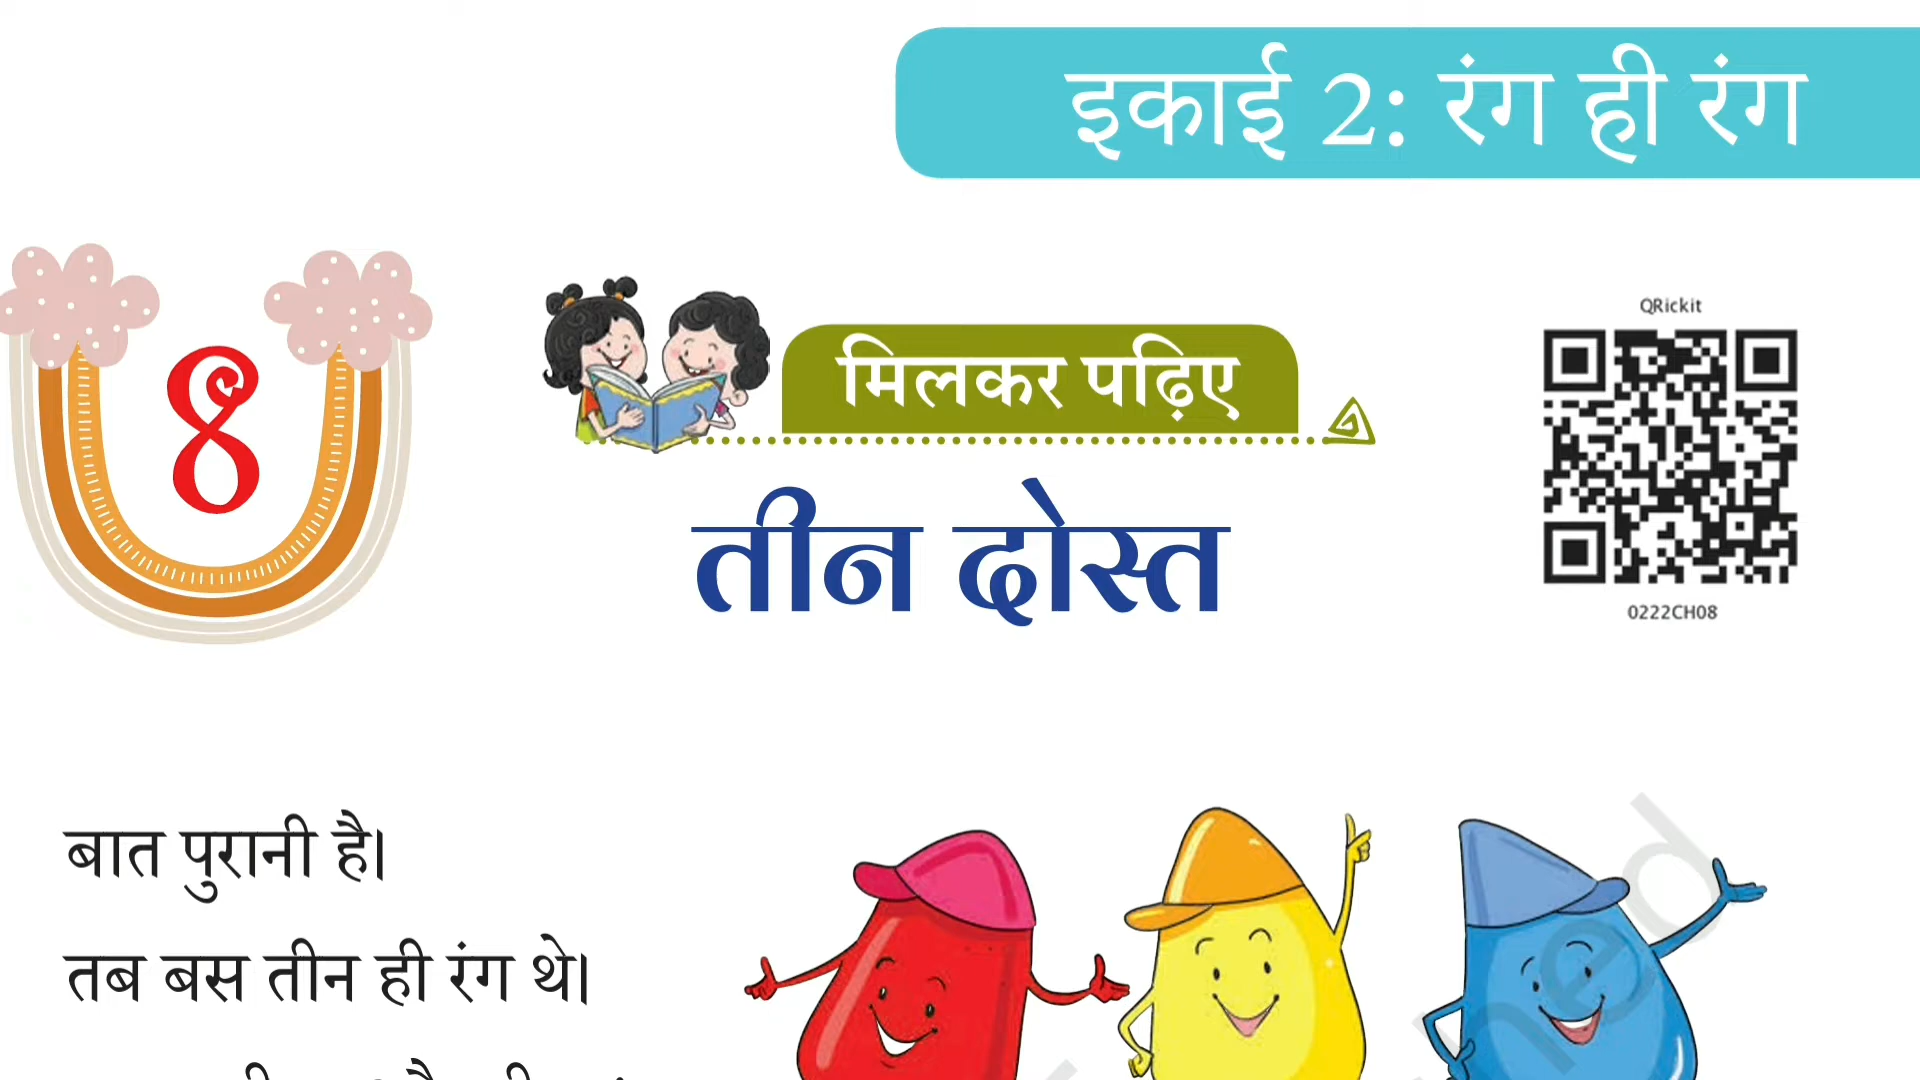 इकाई 2: रंग ही रंग
8
मिलकर पढ़िए
QRickit
तीन दोस्त
0222CH08
बात पुरानी है।
तब बस तीन ही रंग थे।